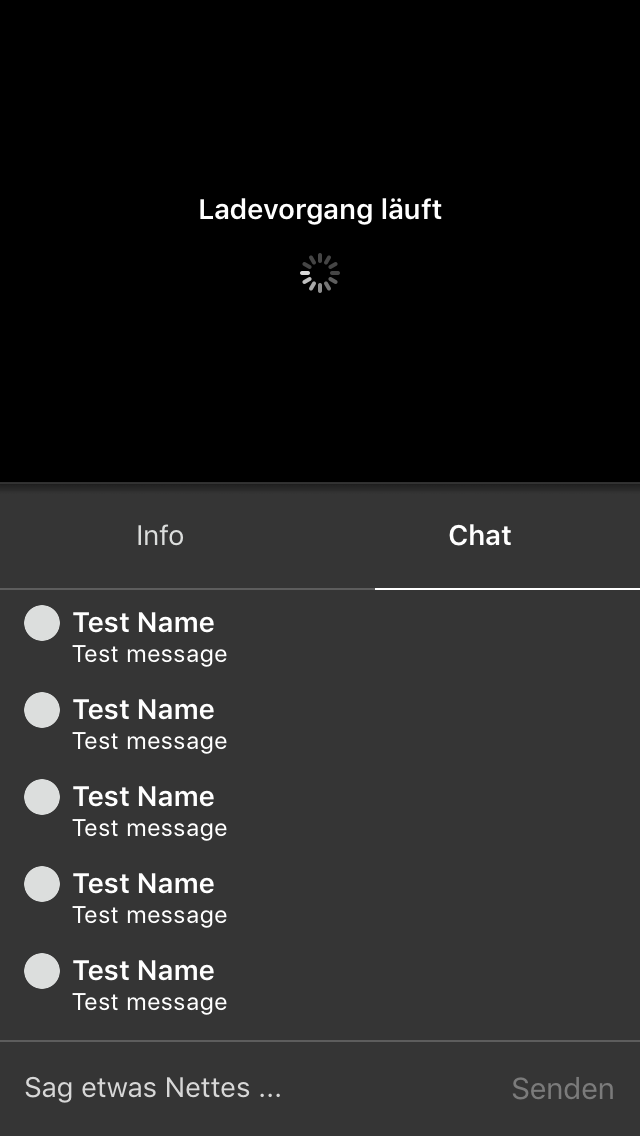 Ladevorgang läuft
Info
Chat
Test Name
Test message
Test Name
Test message
Test Name
Test message
Test Name
Test message
Test Name
Test message
Sag etwas Nettes ...
Senden